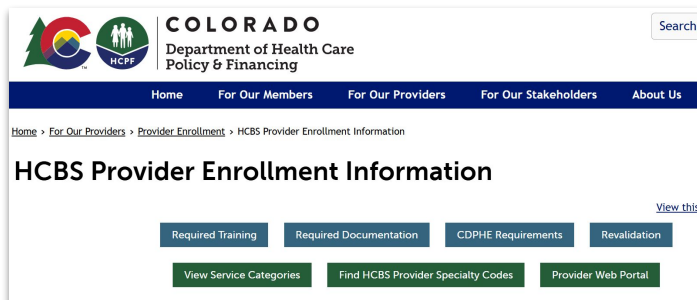 COLORADO
Department of Health Care
Policy & Financing
HCPF
TM
Search
Home For Our Members For Our Providers For Our Stakeholders About Us
Home > For Our Providers > Provider Enrollment > HCBS Provider Enrollment Information
HCBS Provider Enrollment Information
View this
Required Training Required Documentation CDPHE Requirements Revalidation
View Service Categories Find HCBS Provider Specialty Codes Provider Web Portal